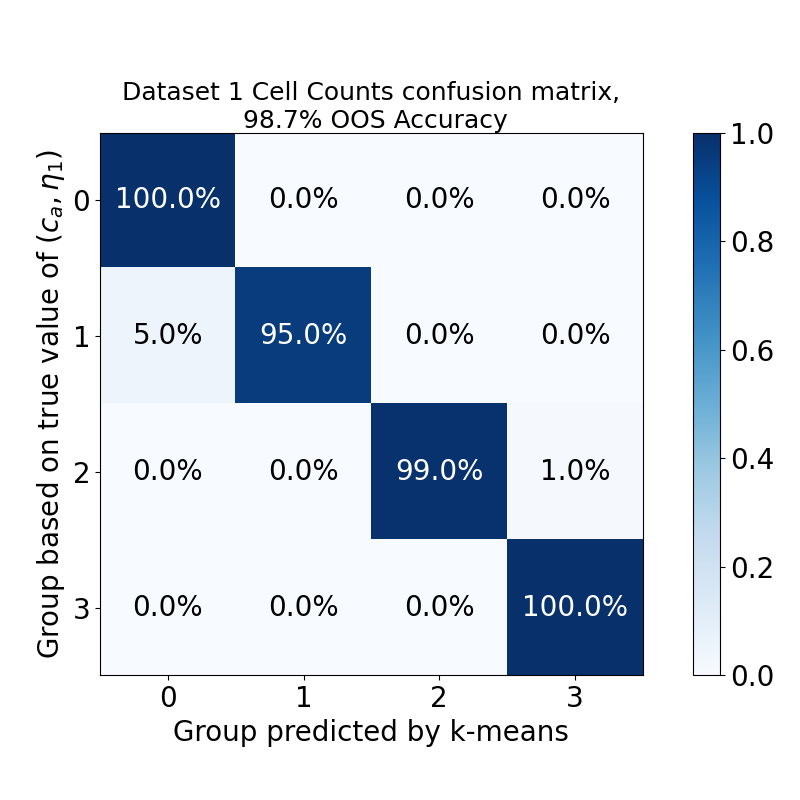 Dataset 1 Cell Counts confusion matrix,
98.7% OOS Accuracy
Group based on true value of (cₐ, η₁)
0
100.0% 0.0% 0.0% 0.0%
1
5.0% 95.0% 0.0% 0.0%
2
0.0% 0.0% 99.0% 1.0%
3
0.0% 0.0% 0.0% 100.0%
0 1 2 3
Group predicted by k-means
1.0
0.8
0.6
0.4
0.2
0.0